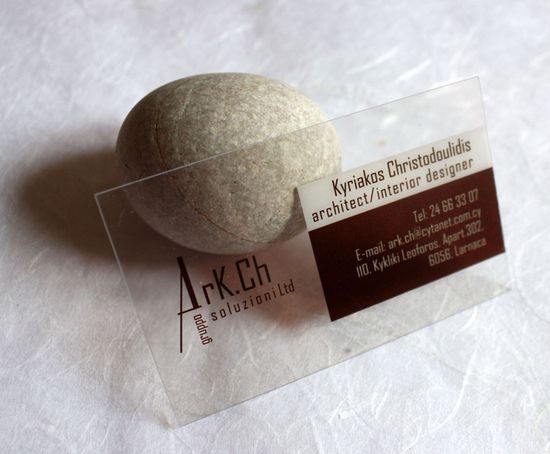 ArK.Ch
soluzioni Ltd
gruppo
Kyriakos Christodoulidis
architect/interior designer
Tel: 24 66 33 07
E-mail: ark.ch@cytanet.com.cy
110. Kykliki Leoforos. Apart.302.
6056. Larnaca